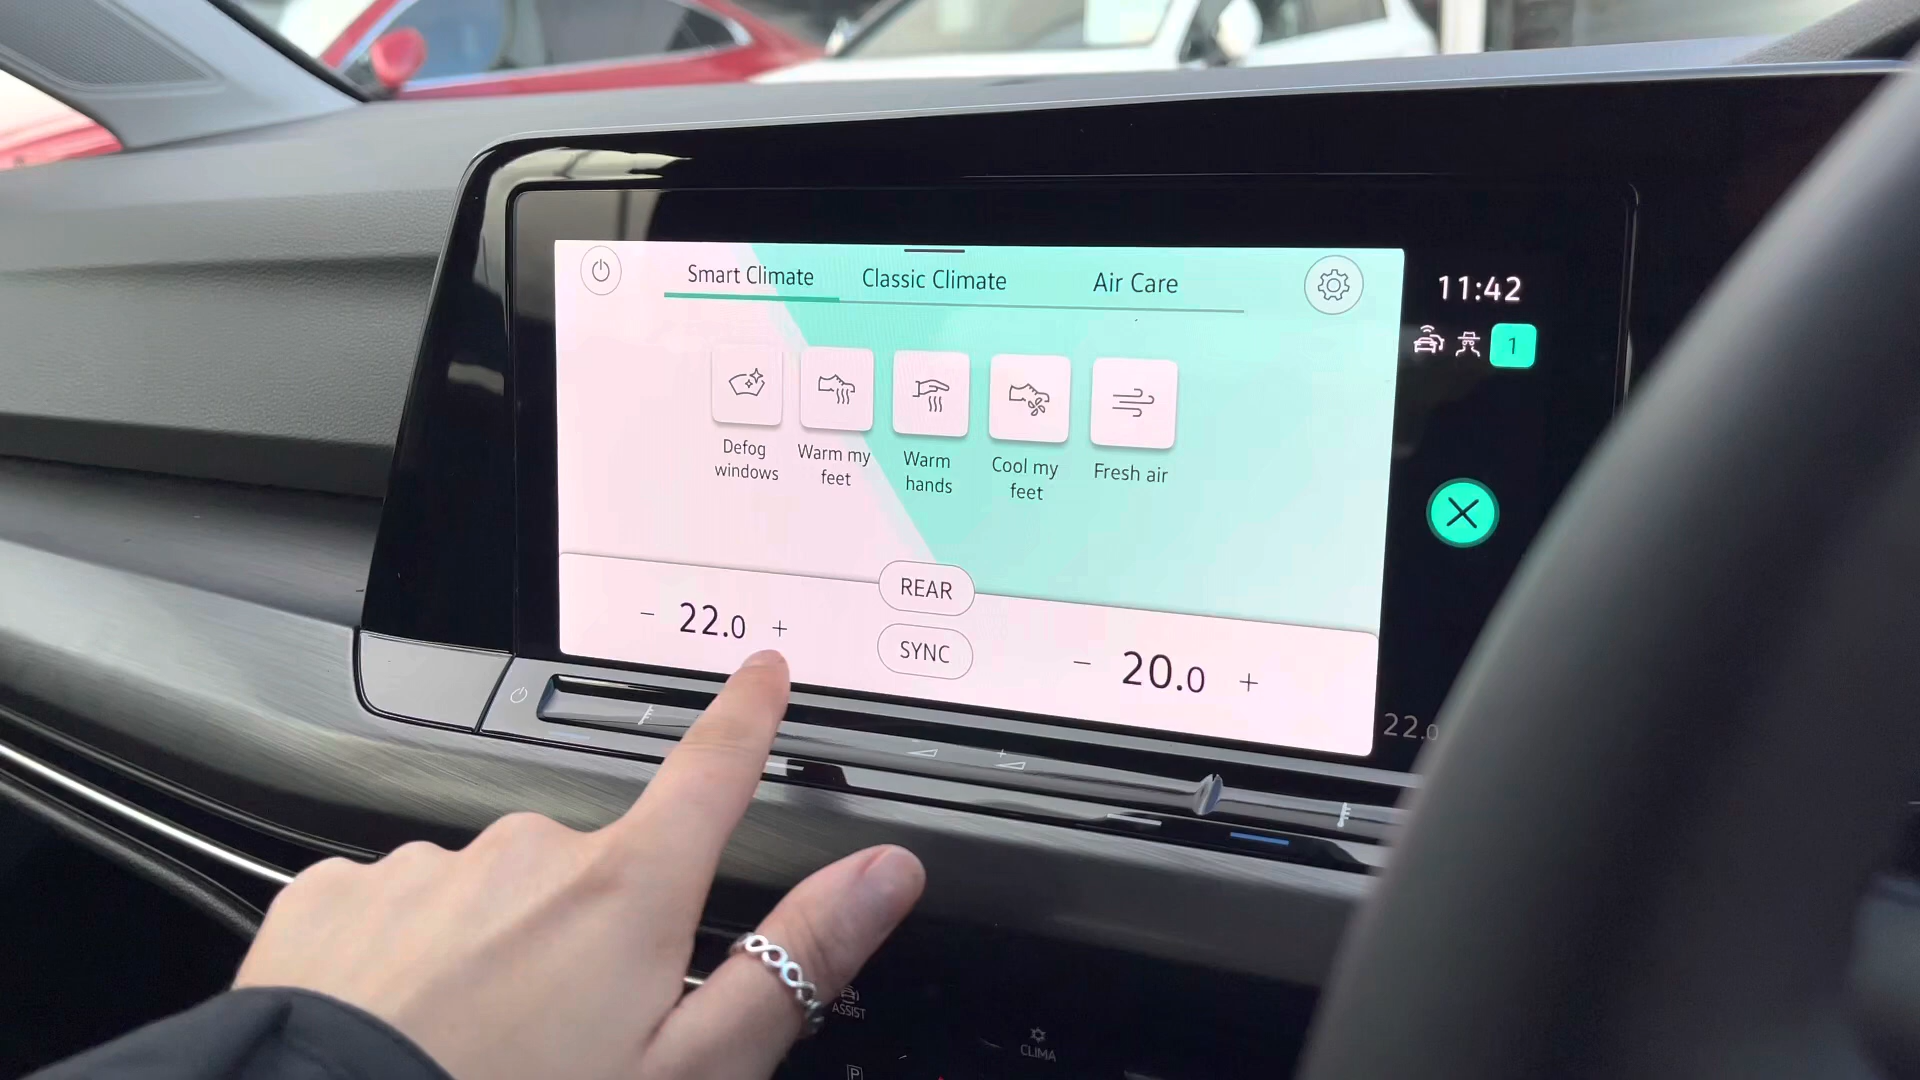 Smart Climate Classic Climate Air Care
11:42
1
Defog
windows
Warm my
feet
Warm
hands
Cool my
feet
Fresh air
REAR
- 22.0 +
SYNC
- 20.0 +
22.0
ASSIST
CLIMA
P